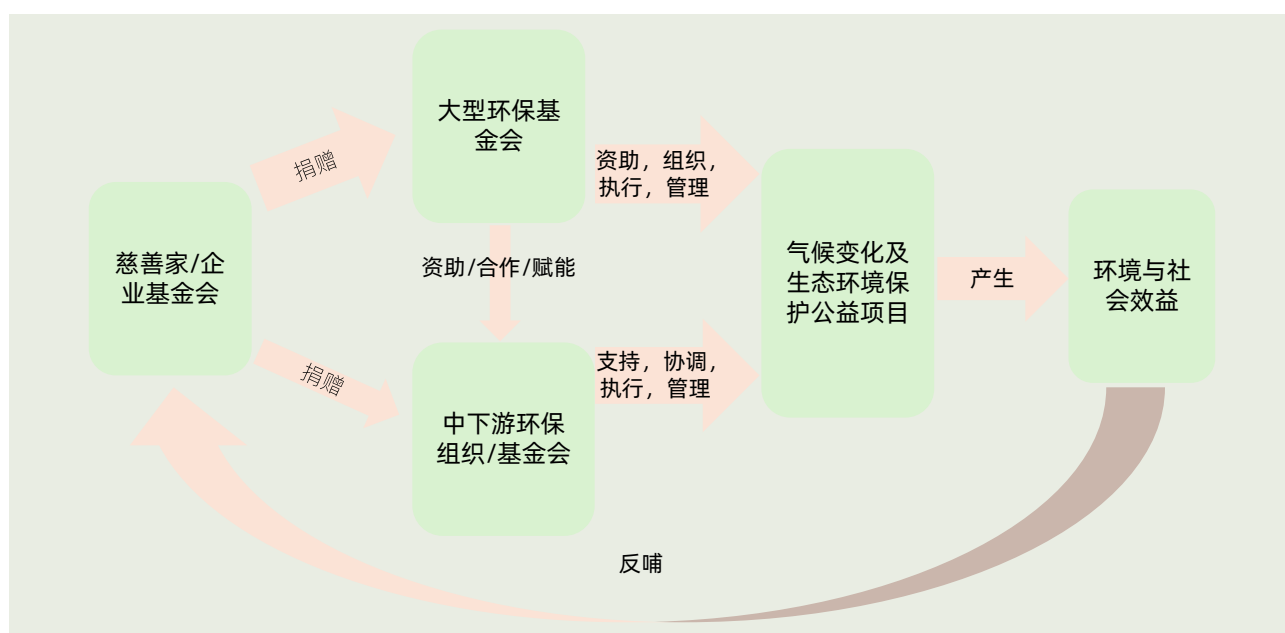 大型环保基
金会
捐赠
资助，组织，
执行，管理
慈善家/企
业基金会
资助/合作/赋能
气候变化及
生态环境保
护公益项目
产生
环境与社
会效益
捐赠
支持，协调，
执行，管理
中下游环保
组织/基金会
反哺